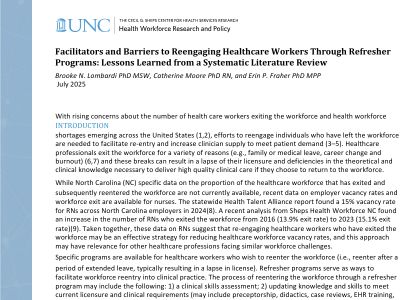 UNC
THE CECIL G. SHEPS CENTER FOR HEALTH SERVICES RESEARCH
Health Workforce Research and Policy
Facilitators and Barriers to Reengaging Healthcare Workers Through Refresher
Programs: Lessons Learned from a Systematic Literature Review
Brooke N. Lombardi PhD MSW, Catherine Moore PhD RN, and Erin P. Fraher PhD MPP
July 2025
With rising concerns about the number of health care workers exiting the workforce and health workforce
INTRODUCTION
shortages emerging across the United States (1,2), efforts to reengage individuals who have left the workforce
are needed to facilitate re-entry and increase clinician supply to meet patient demand (3–5). Healthcare
professionals exit the workforce for a variety of reasons (e.g., family or medical leave, career change and
burnout) (6,7) and these breaks can result in a lapse of their licensure and deficiencies in the theoretical and
clinical knowledge necessary to deliver high quality clinical care if they choose to return to the workforce.
While North Carolina (NC) specific data on the proportion of the healthcare workforce that has exited and
subsequently reentered the workforce are not currently available, recent data on employer vacancy rates and
workforce exit are available for nurses. The statewide Health Talent Alliance report found a 15% vacancy rate
for RNs across North Carolina employers in 2024(8). A recent analysis from Sheps Health Workforce NC found
an increase in the number of RNs who exited the workforce from 2016 (13.9% exit rate) to 2023 (15.1% exit
rate)(9). Taken together, these data on RNs suggest that re-engaging healthcare workers who have exited the
workforce may be an effective strategy for reducing healthcare workforce vacancy rates, and this approach
may have relevance for other healthcare professions facing similar workforce challenges.
Specific programs are available for healthcare workers who wish to reenter the workforce (i.e., reenter after a
period of extended leave, typically resulting in a lapse in license). Refresher programs serve as ways to
facilitate workforce reentry into clinical practice. The process of reentering the workforce through a refresher
program may include the following: 1) a clinical skills assessment; 2) updating knowledge and skills to meet
current licensure and clinical requirements (may include preceptorship, didactics, case reviews, EHR training,